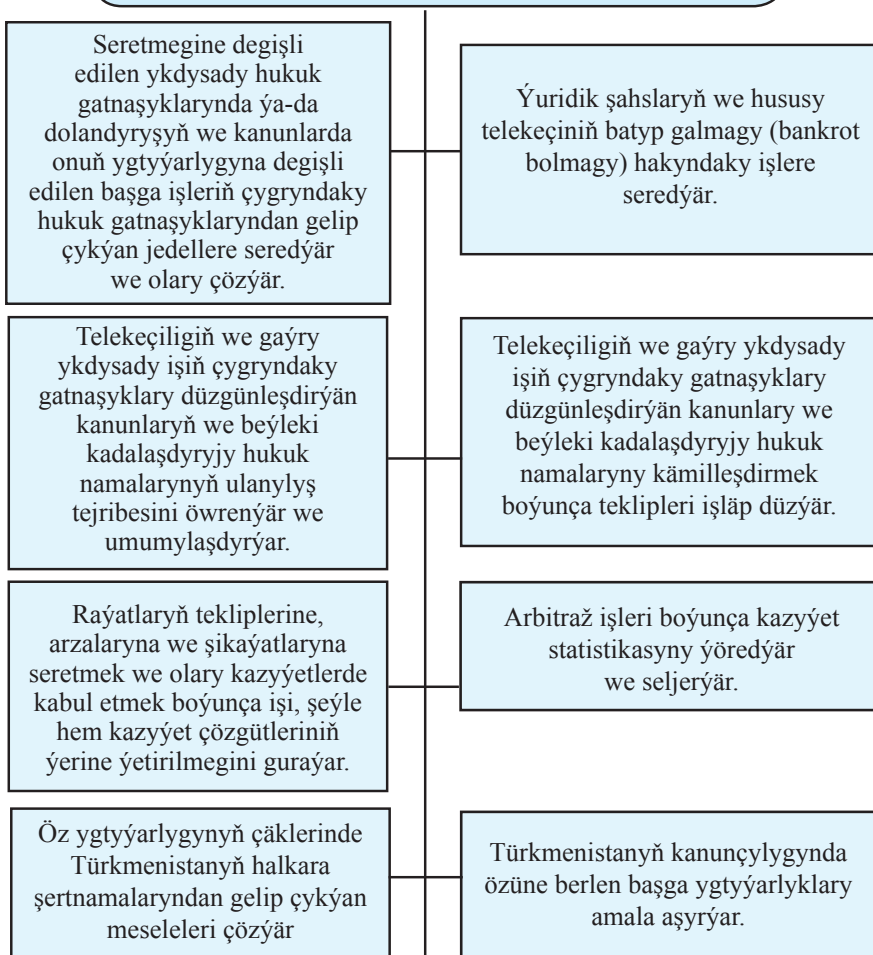 Seretmegine degişli
edilen ykdysady hukuk
gatnaşyklarynda ýa-da
dolandyryşyň we kanunlarda
onuň ygtyýarlygyna degişli
edilen başga işleriň çygryndaky
hukuk gatnaşyklaryndan gelip
çykýan jedellere seredýär
we olary çözýär.
Ýuridik şahslaryň we hususy
telekeçiniň batyp galmagy (bankrot
bolmagy) hakyndaky işlere
seredýär.
Telekeçiligiň we gaýry
ykdysady işiň çygryndaky
gatnaşyklary düzgünleşdirýän
kanunlaryň we beýleki
kadalaşdyryjy hukuk
namalarynyň ulanylyş
tejribesini öwrenýär we
umumylaşdyrýar.
Telekeçiligiň we gaýry ykdysady
işiň çygryndaky gatnaşyklary
düzgünleşdirýän kanunlary we
beýleki kadalaşdyryjy hukuk
namalaryny kämilleşdirmek
boýunça teklipleri işläp düzýär.
Raýatlaryň tekliplerine,
arzalaryna we şikaýatlaryna
seretmek we olary kazyýetlerde
kabul etmek boýunça işi, şeýle
hem kazyýet çözgütleriniň
ýerine ýetirilmegini guraýar.
Arbitraž işleri boýunça kazyýet
statistikasyny ýöredýär
we seljerýär.
Öz ygtyýarlygynyň çäklerinde
Türkmenistanyň halkara
şertnamalaryndan gelip çykýan
meseleleri çözýär
Türkmenistanyň kanunçylygynda
özüne berlen başga ygtyýarlyklary
amala aşyrýar.